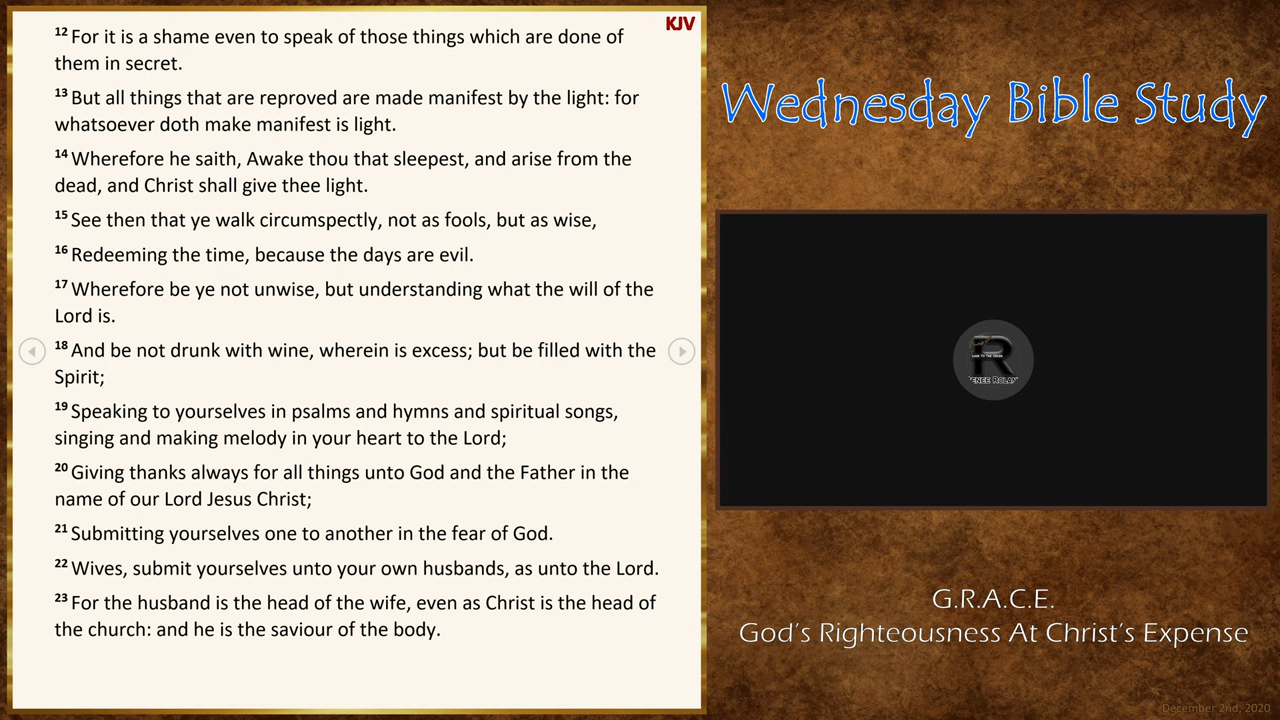 KJV
12 For it is a shame even to speak of those things which are done of
them in secret.
13 But all things that are reproved are made manifest by the light: for
whatsoever doth make manifest is light.
14 Wherefore he saith, Awake thou that sleepest, and arise from the
dead, and Christ shall give thee light.
15 See then that ye walk circumspectly, not as fools, but as wise,
16 Redeeming the time, because the days are evil.
17 Wherefore be ye not unwise, but understanding what the will of the
Lord is.
18 And be not drunk with wine, wherein is excess; but be filled with the
Spirit;
19 Speaking to yourselves in psalms and hymns and spiritual songs,
singing and making melody in your heart to the Lord;
20 Giving thanks always for all things unto God and the Father in the
name of our Lord Jesus Christ;
21 Submitting yourselves one to another in the fear of God.
22 Wives, submit yourselves unto your own husbands, as unto the Lord.
23 For the husband is the head of the wife, even as Christ is the head of
the church: and he is the saviour of the body.
Wednesday Bible Study
R
G.R.A.C.E.
God's Righteousness At Christ's Expense
December 2nd, 2020